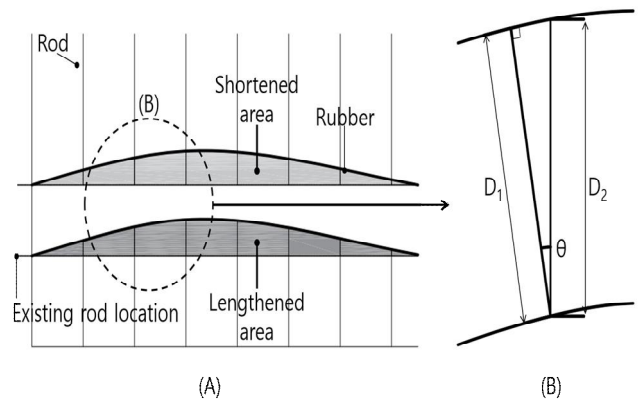 Rod
(B)
Shortened
area
Rubber
Existing rod location
Lengthened
area
(A)
D₁
D₂
θ
(B)